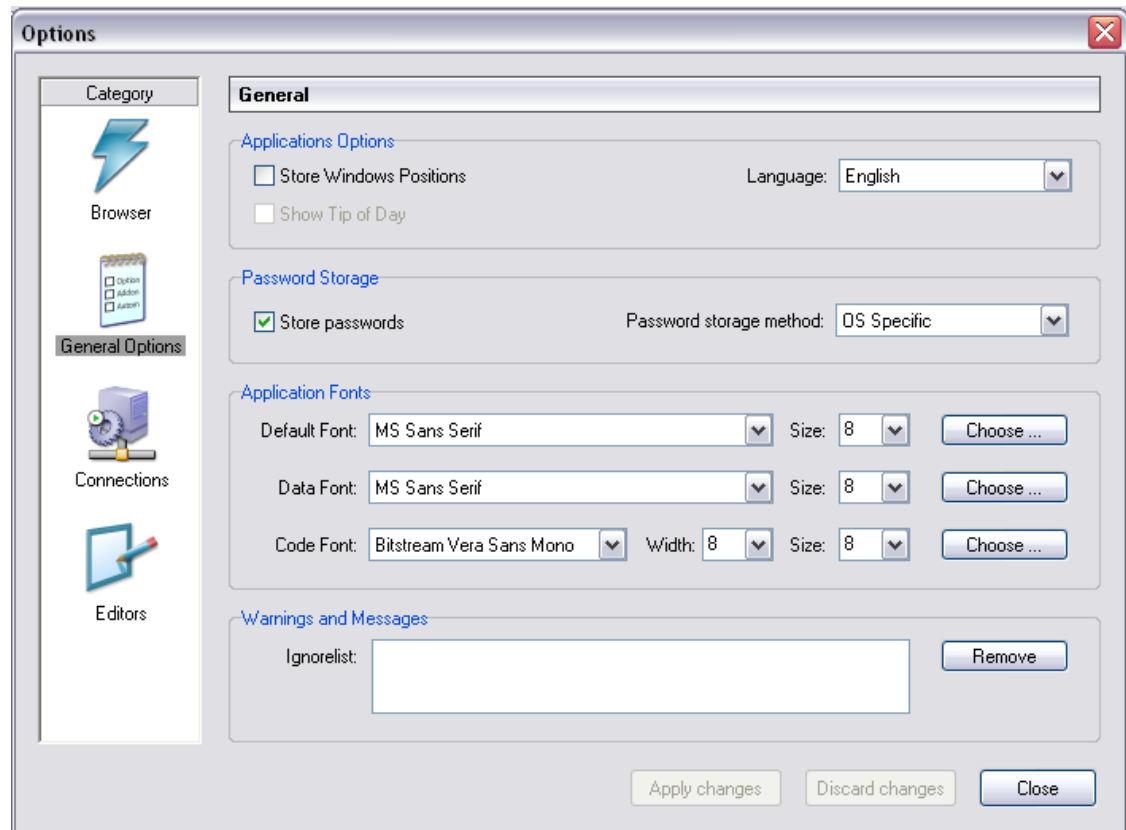 Options
Category
Browser
Option
Addon
General Options
Connections
Editors
General
Applications Options
Store Windows Positions
Language: English
Show Tip of Day
Password Storage
Store passwords
Password storage method: OS Specific
Application Fonts
Default Font: MS Sans Serif Size: 8 Choose ...
Data Font: MS Sans Serif Size: 8 Choose ...
Code Font: Bitstream Vera Sans Mono Width: 8 Size: 8 Choose ...
Warnings and Messages
Ignorelist:
Remove
Apply changes Discard changes Close